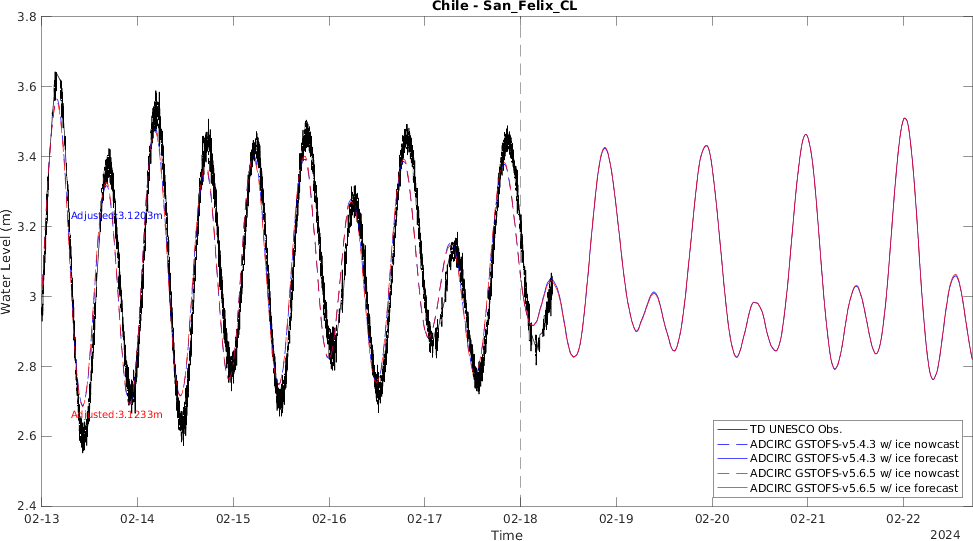 Chile - San_Felix_CL
3.8
3.6
3.4
3.2
3
2.8
2.6
2.4
Water Level (m)
Adjusted:3.1203m
Adjusted:3.1233m
TD UNESCO Obs.
ADCIRC GSTOFS-v5.4.3 w/ ice nowcast
ADCIRC GSTOFS-v5.4.3 w/ ice forecast
ADCIRC GSTOFS-v5.6.5 w/ ice nowcast
ADCIRC GSTOFS-v5.6.5 w/ ice forecast
02-13 02-14 02-15 02-16 02-17 02-18 02-19 02-20 02-21 02-22
Time
2024